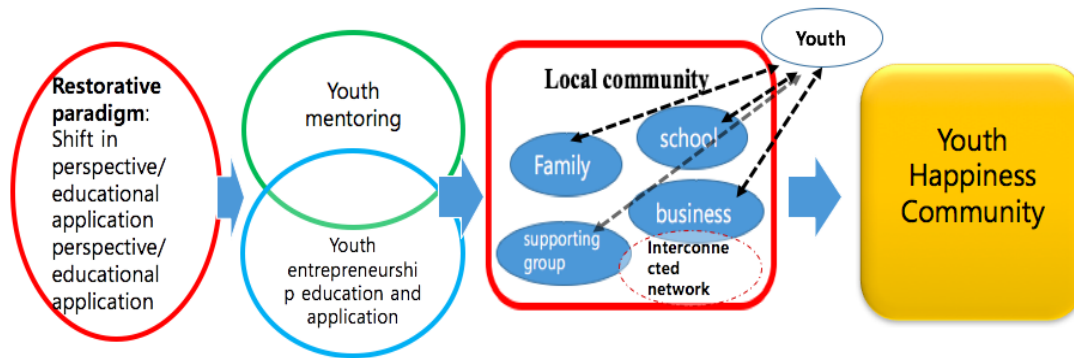 Restorative
paradigm:
Shift in
perspective/
educational
application
perspective/
educational
application
Youth
mentoring
Youth
entrepreneurshi
p education and
application
Local community
Youth
school
Family
business
supporting
group
Interconne
cted
network
Youth
Happiness
Community